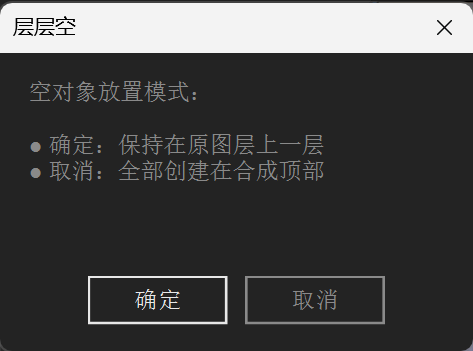 层层空
空对象放置模式：
● 确定：保持在原图层上一层
● 取消：全部创建在合成顶部
确定
取消